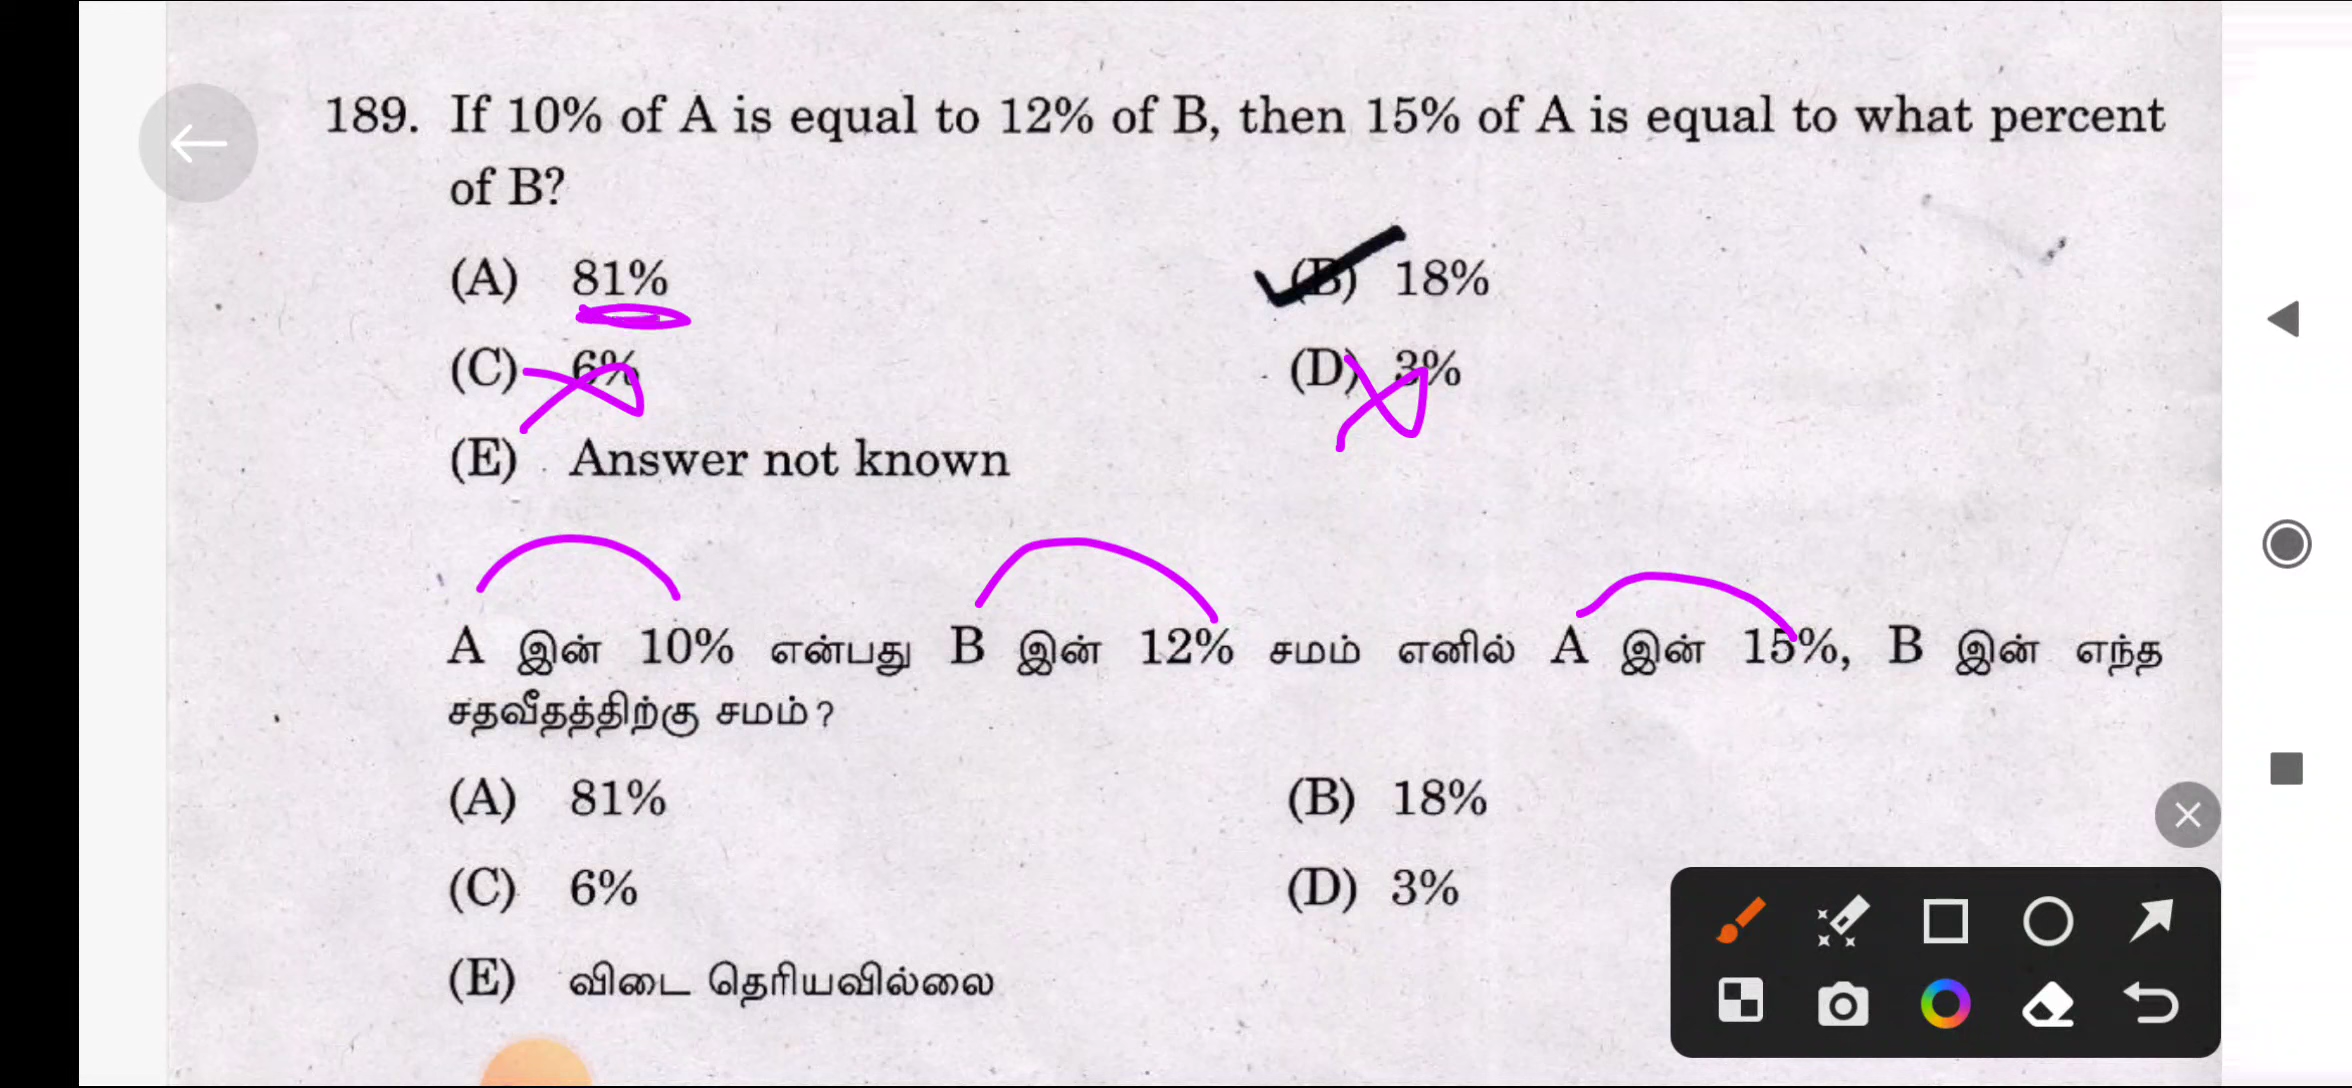 189. If 10% of A is equal to 12% of B, then 15% of A is equal to what percent
of B?
(A) 81% (B) 18%
(C) 6% (D) 3%
(E) Answer not known
A இன் 10% என்பது B இன் 12% சமம் எனில் A இன் 15%, B இன் எந்த
சதவீதத்திற்கு சமம்?
(A) 81% (B) 18%
(C) 6% (D) 3%
(E) விடை தெரியவில்லை